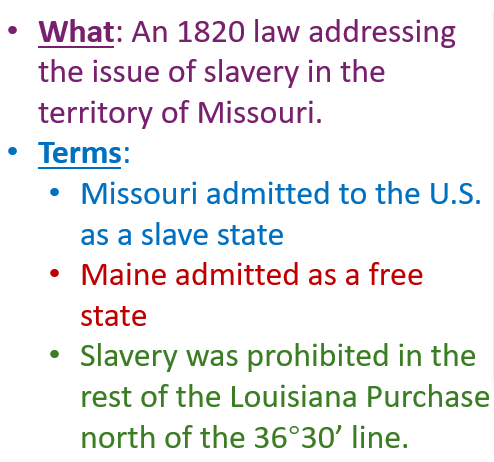 • What: An 1820 law addressing
the issue of slavery in the
territory of Missouri.
• Terms:
• Missouri admitted to the U.S.
as a slave state
• Maine admitted as a free
state
• Slavery was prohibited in the
rest of the Louisiana Purchase
north of the 36°30’ line.